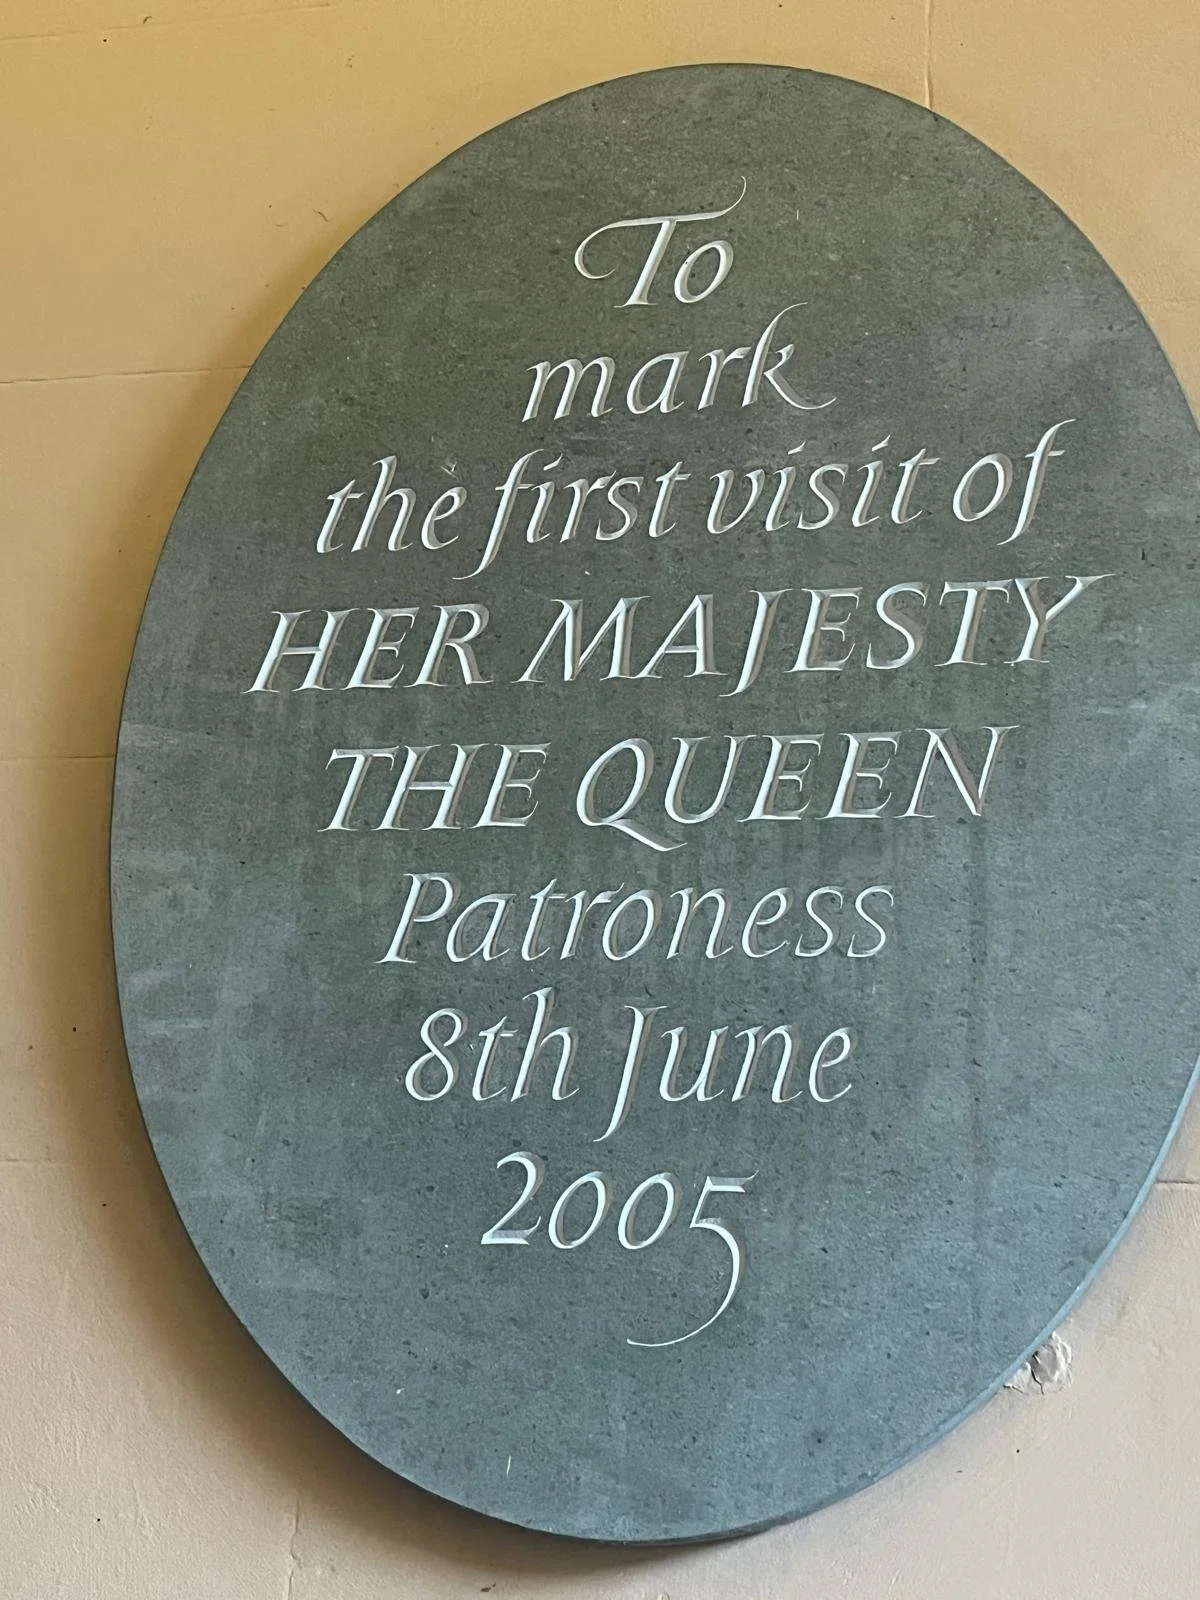 To
mark
the first visit of
HER MAJESTY
THE QUEEN
Patroness
8th June
2005